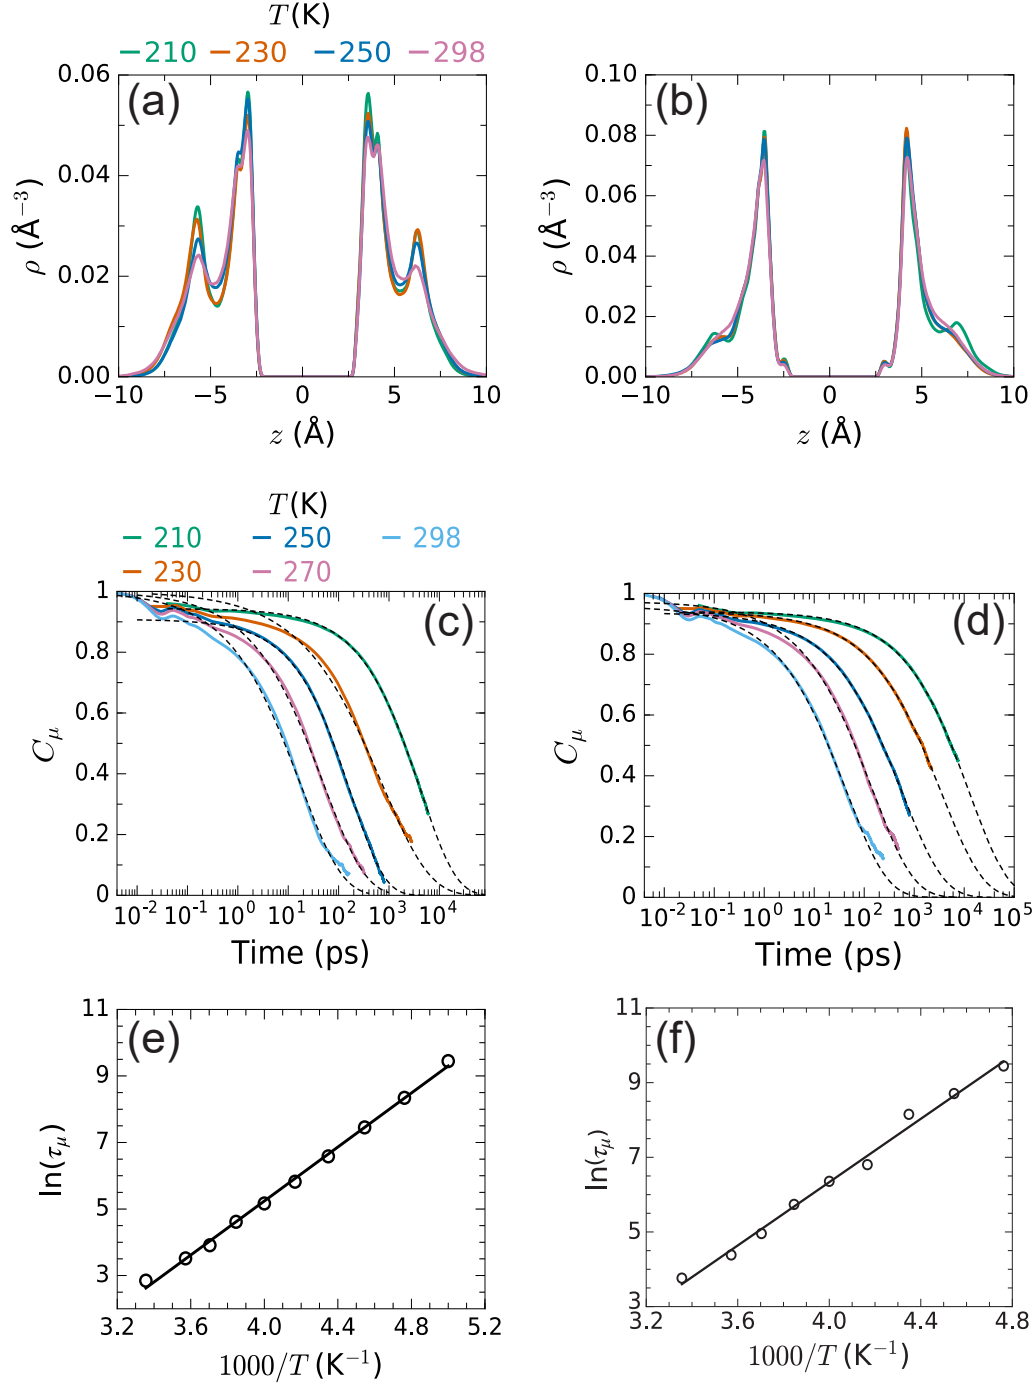 T(K)
210 230 250 298
(a) (b)
0.06 0.10
0.08
0.04 0.06
0.04
0.02 0.02
0.00 0.00
ρ (Å⁻³) ρ (Å⁻³)
−10 −5 0 5 10 −10 −5 0 5 10
z (Å) z (Å)
T(K)
210 250 298
230 270
(c) (d)
1 1
0.8 0.8
0.6 0.6
0.4 0.4
0.2 0.2
0 0
C_μ C_μ
10⁻² 10⁻¹ 10⁰ 10¹ 10² 10³ 10⁴ 10⁻² 10⁻¹ 10⁰ 10¹ 10² 10³ 10⁴ 10⁵
Time (ps) Time (ps)
(e) (f)
11 11
9 9
7 7
5 5
3 3
ln(τ_μ) ln(τ_μ)
3.2 3.6 4.0 4.4 4.8 5.2 3.2 3.6 4.0 4.4 4.8
1000/T (K⁻¹) 1000/T (K⁻¹)